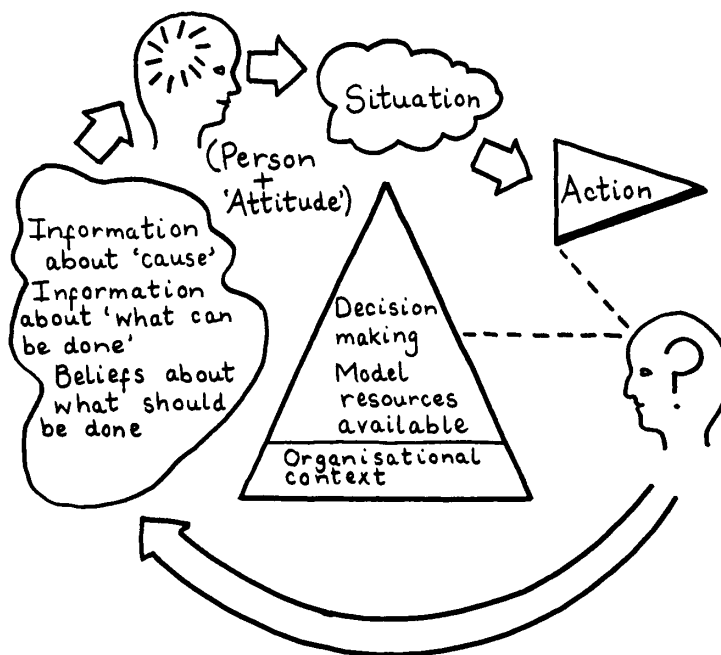 Situation
(Person
+
'Attitude')
Action
Information
about 'cause'
Information
about 'what can
be done'
Beliefs about
what should
be done
Decision
making
Model
resources
available
Organisational
context
?